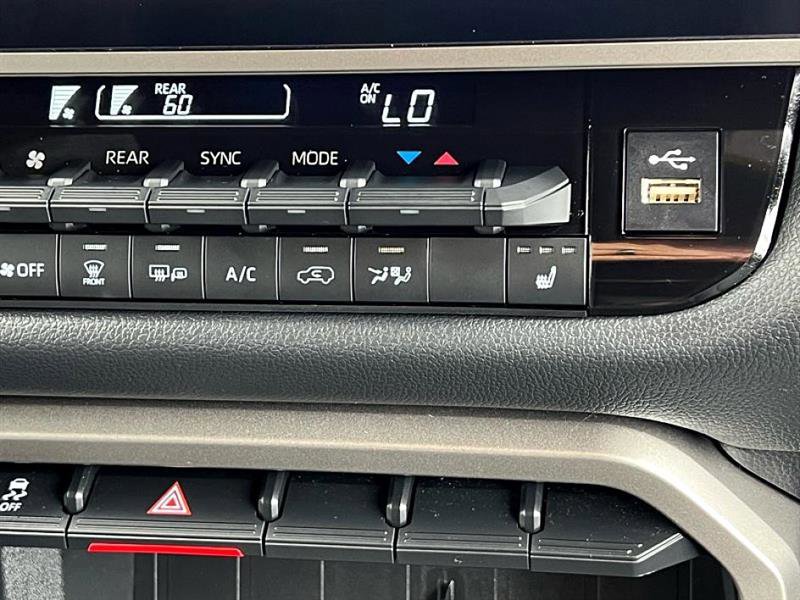 REAR
60
A/C
ON
LO
REAR SYNC MODE
OFF
FRONT
A/C
OFF